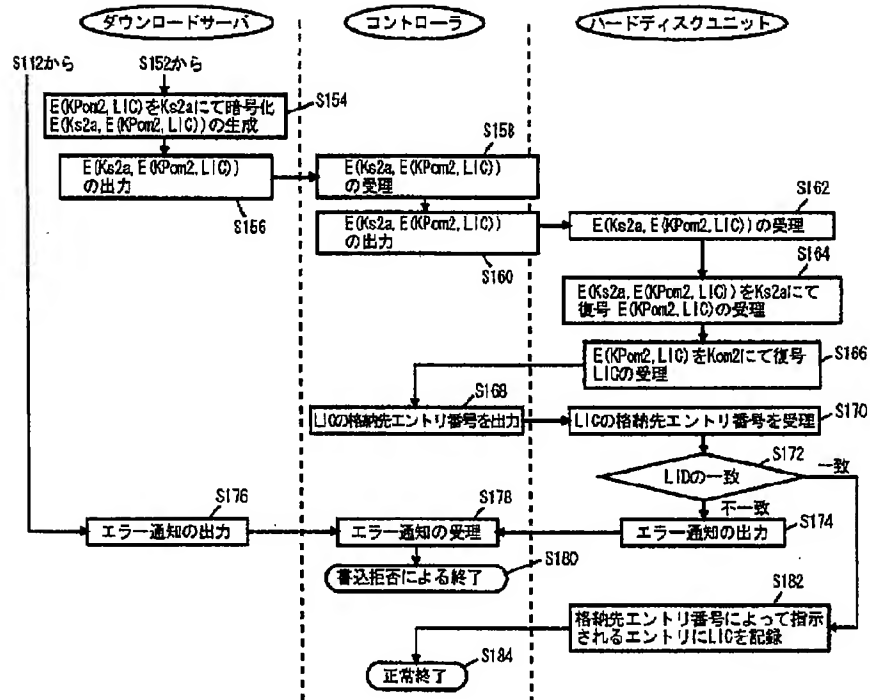 ダウンロードサーバ
コントローラ
ハードディスクユニット
S112から
S152から
E(KPom2,LIC)をKs2aにて暗号化
E(Ks2a,E(KPom2,LIC))の生成
S154
E(Ks2a,E(KPom2,LIC))
の出力
S156
S158
E(Ks2a,E(KPom2,LIC))
の受理
E(Ks2a,E(KPom2,LIC))
の出力
S160
S162
E(Ks2a,E(KPom2,LIC))の受理
S164
E(Ks2a,E(KPom2,LIC))をKs2aにて
復号 E(KPom2,LIC)の受理
E(KPom2,LIC)をKom2にて復号
LICの受理
S166
S168
LICの格納先エントリ番号を出力
LICの格納先エントリ番号を受理
S170
S172
LIDの一致
一致
不一致
S176
エラー通知の出力
S178
エラー通知の受理
エラー通知の出力
S174
書込拒否による終了
S180
S182
格納先エントリ番号によって指示
されるエントリにLICを記録
正常終了
S184